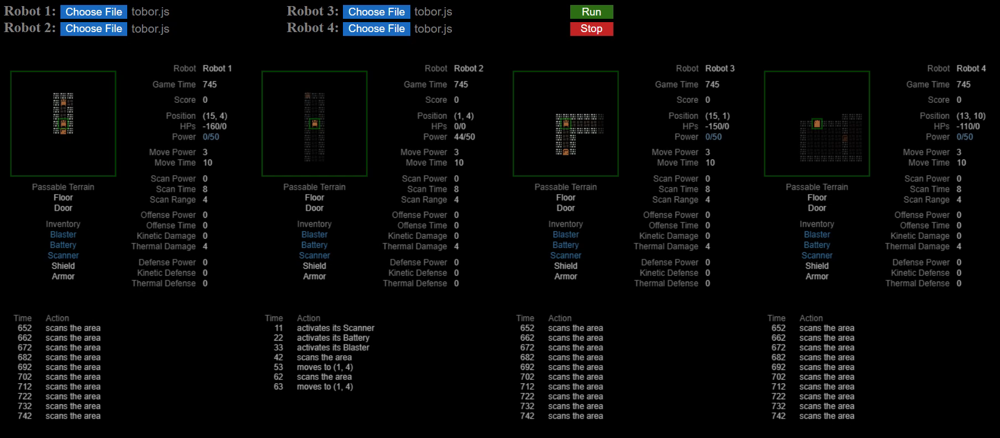 Robot 1: Choose File tobor.js
Robot 2: Choose File tobor.js
Robot 3: Choose File tobor.js
Robot 4: Choose File tobor.js
Run
Stop
Robot Robot 1
Game Time 745
Score 0
Position (15, 4)
HPs -160/0
Power 0/50
Move Power 3
Move Time 10
Scan Power 0
Scan Time 8
Scan Range 4
Offense Power 0
Offense Time 0
Kinetic Damage 0
Thermal Damage 4
Defense Power 0
Kinetic Defense 0
Thermal Defense 0
Passable Terrain
Floor
Door
Inventory
Blaster
Battery
Scanner
Shield
Armor
Time Action
652 scans the area
662 scans the area
672 scans the area
682 scans the area
692 scans the area
702 scans the area
712 scans the area
722 scans the area
732 scans the area
742 scans the area
Robot Robot 2
Game Time 745
Score 0
Position (1, 4)
HPs 0/0
Power 44/50
Move Power 3
Move Time 10
Scan Power 0
Scan Time 8
Scan Range 4
Offense Power 0
Offense Time 0
Kinetic Damage 0
Thermal Damage 4
Defense Power 0
Kinetic Defense 0
Thermal Defense 0
Passable Terrain
Floor
Door
Inventory
Blaster
Battery
Scanner
Shield
Armor
Time Action
11 activates its Scanner
22 activates its Battery
33 activates its Blaster
42 scans the area
53 moves to (1, 4)
62 scans the area
63 moves to (1, 4)
Robot Robot 3
Game Time 745
Score 0
Position (15, 1)
HPs -150/0
Power 0/50
Move Power 3
Move Time 10
Scan Power 0
Scan Time 8
Scan Range 4
Offense Power 0
Offense Time 0
Kinetic Damage 0
Thermal Damage 4
Defense Power 0
Kinetic Defense 0
Thermal Defense 0
Passable Terrain
Floor
Door
Inventory
Blaster
Battery
Scanner
Shield
Armor
Time Action
652 scans the area
662 scans the area
672 scans the area
682 scans the area
692 scans the area
702 scans the area
712 scans the area
722 scans the area
732 scans the area
742 scans the area
Robot Robot 4
Game Time 745
Score 0
Position (13, 10)
HPs -110/0
Power 0/50
Move Power 3
Move Time 10
Scan Power 0
Scan Time 8
Scan Range 4
Offense Power 0
Offense Time 0
Kinetic Damage 0
Thermal Damage 4
Defense Power 0
Kinetic Defense 0
Thermal Defense 0
Passable Terrain
Floor
Door
Inventory
Blaster
Battery
Scanner
Shield
Armor
Time Action
652 scans the area
662 scans the area
672 scans the area
682 scans the area
692 scans the area
702 scans the area
712 scans the area
722 scans the area
732 scans the area
742 scans the area